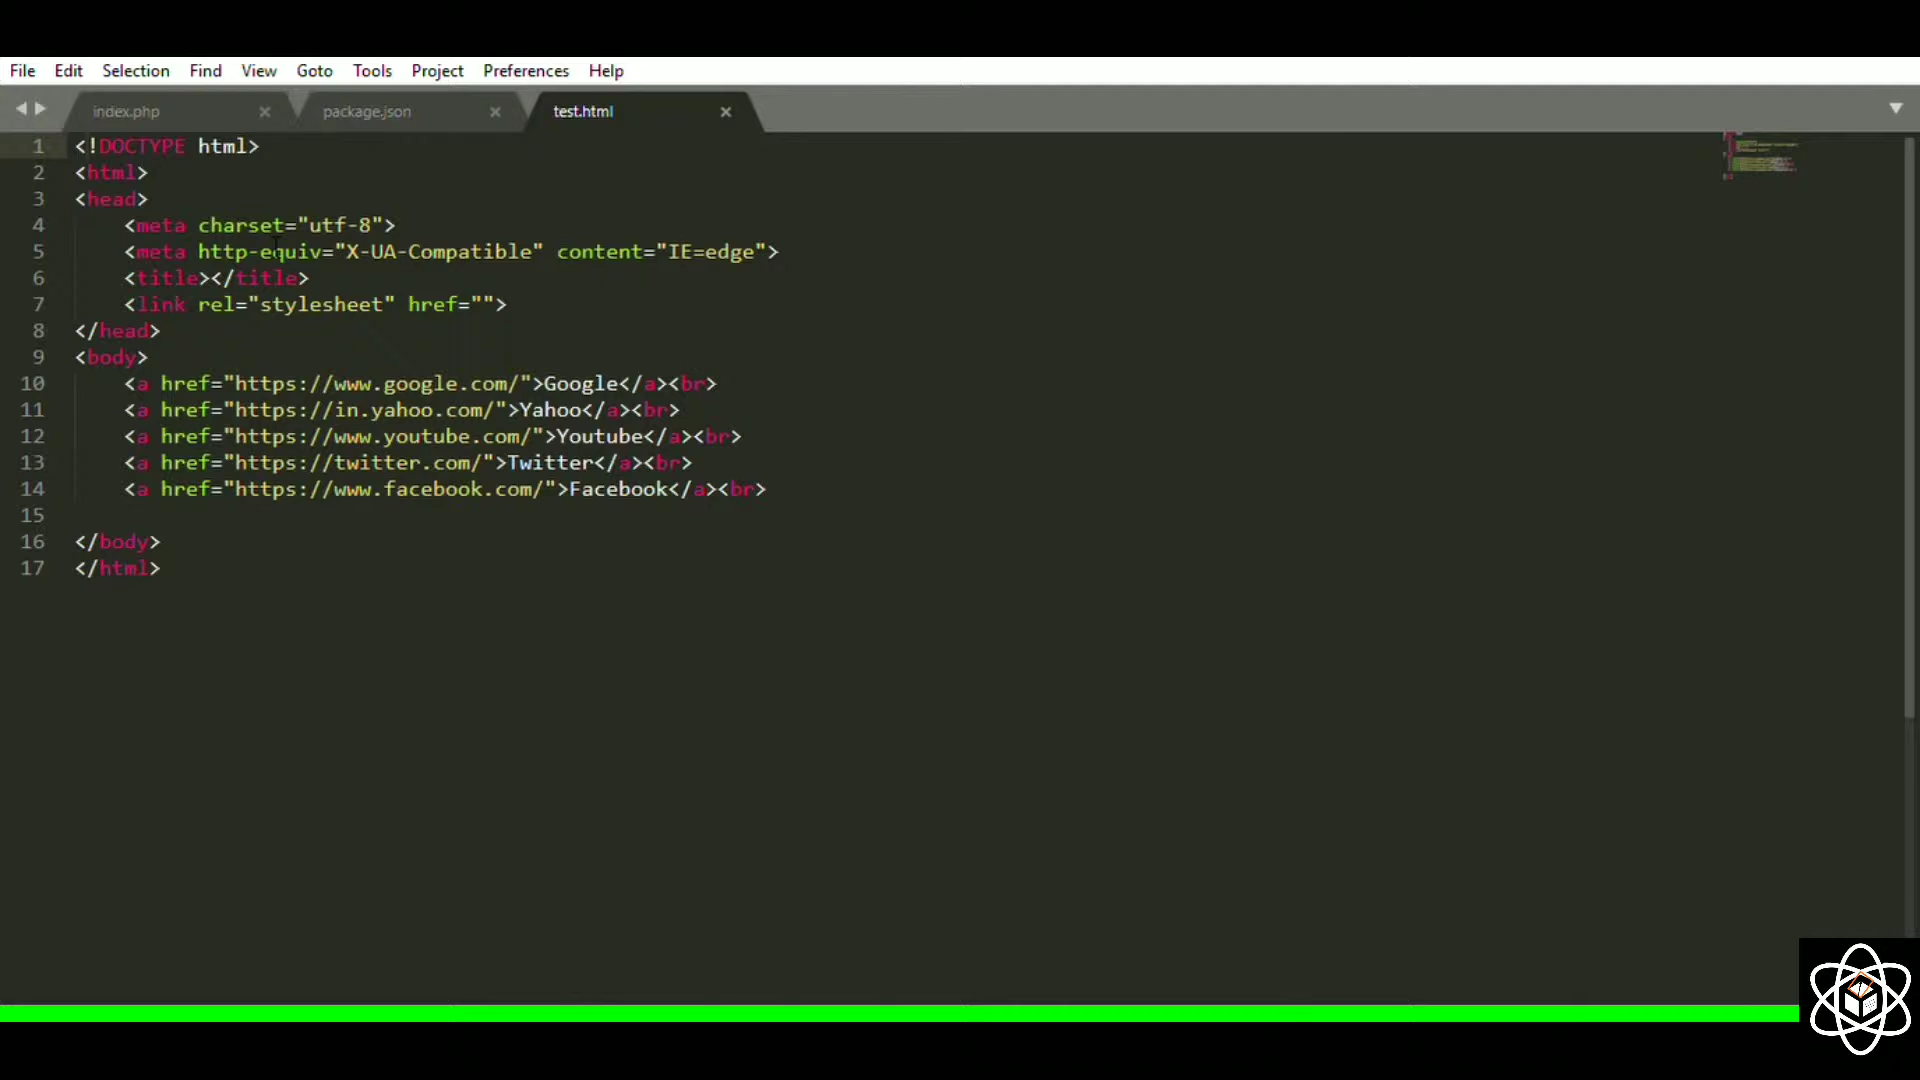 File Edit Selection Find View Goto Tools Project Preferences Help
index.php × package.json × test.html ×
1 <!DOCTYPE html>
2 <html>
3 <head>
4 <meta charset="utf-8">
5 <meta http-equiv="X-UA-Compatible" content="IE=edge">
6 <title></title>
7 <link rel="stylesheet" href="">
8 </head>
9 <body>
10 <a href="https://www.google.com/">Google</a><br>
11 <a href="https://in.yahoo.com/">Yahoo</a><br>
12 <a href="https://www.youtube.com/">Youtube</a><br>
13 <a href="https://twitter.com/">Twitter</a><br>
14 <a href="https://www.facebook.com/">Facebook</a><br>
15
16 </body>
17 </html>